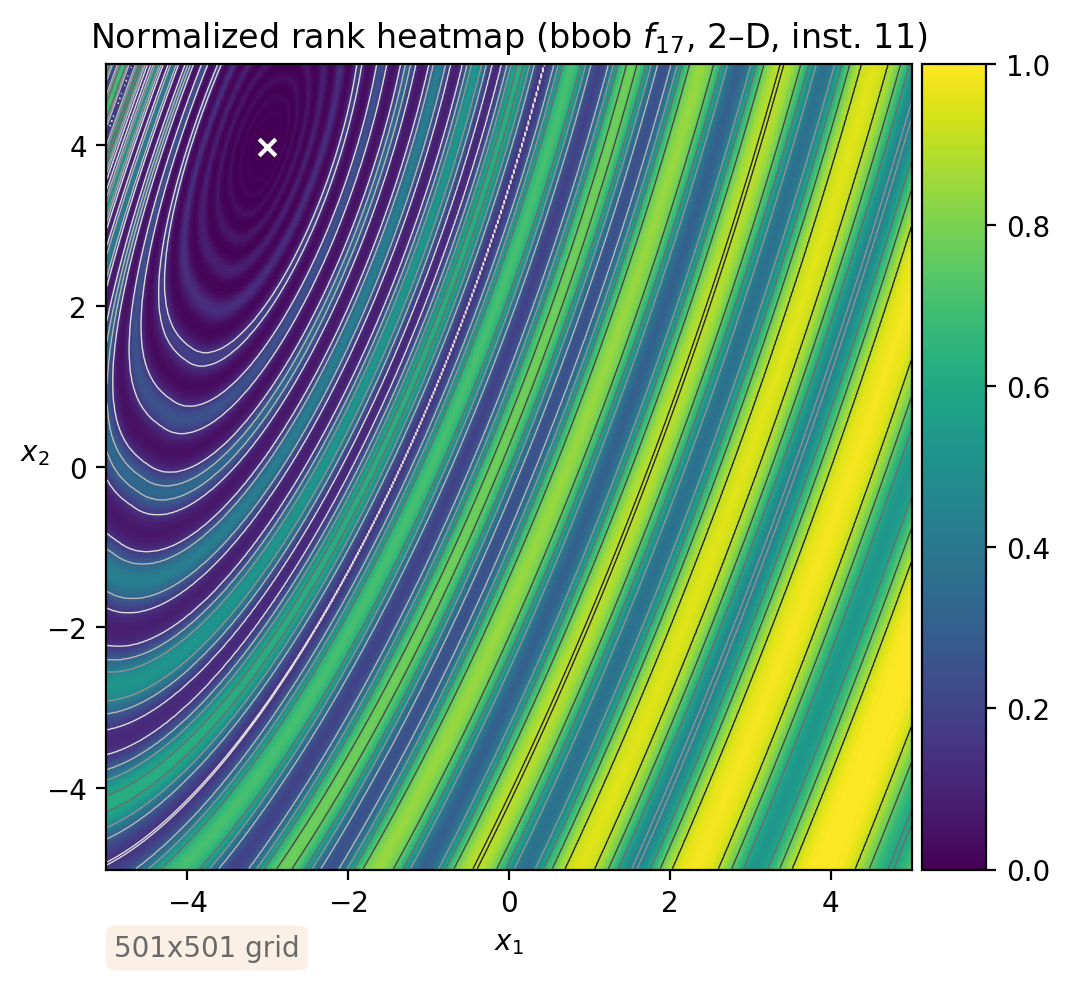 Normalized rank heatmap (bbob f17, 2–D, inst. 11)
1.0
0.8
0.6
0.4
0.2
0.0
4
2
0
−2
−4
x2
−4 −2 0 2 4
x1
501x501 grid